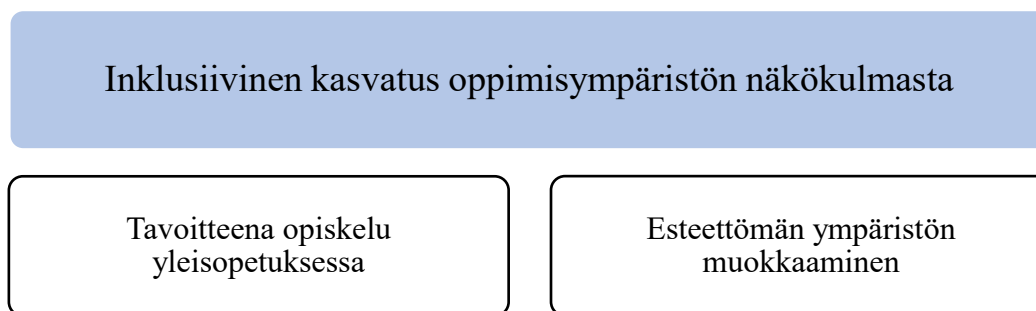 Inklusiivinen kasvatus oppimisympäristön näkökulmasta
Tavoitteena opiskelu
yleisopetuksessa
Esteettömän ympäristön
muokkaaminen